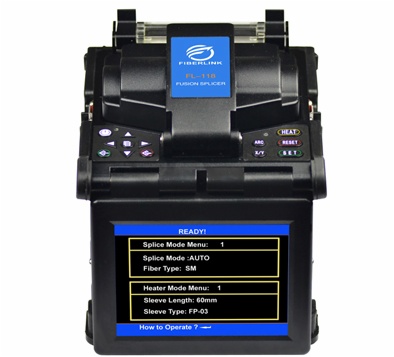 FIBERLINK
FL-118
FUSION SPLICER
HEAT
ARC RESET
X/Y SET
READY!
Splice Mode Menu: 1
Splice Mode :AUTO
Fiber Type: SM
Heater Mode Menu: 1
Sleeve Length: 60mm
Sleeve Type: FP-03
How to Operate ?